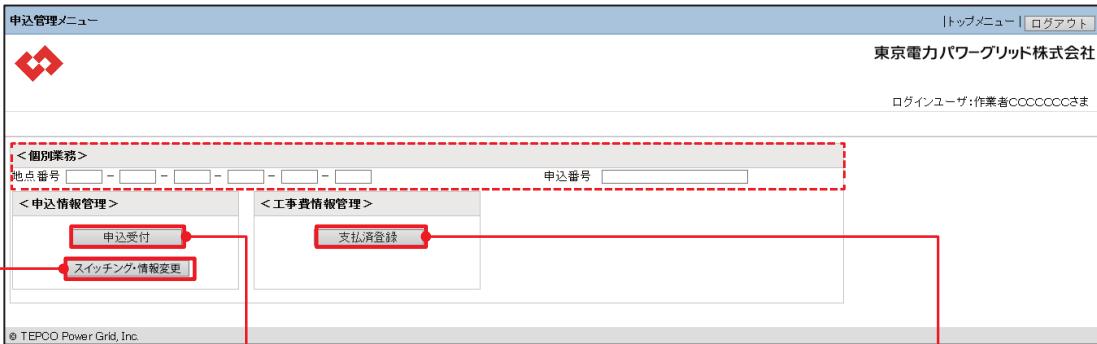 申込管理メニュー
|トップメニュー| ログアウト
東京電力パワーグリッド株式会社
ログインユーザ:作業者CCCCCCCさま
<個別業務>
地点番号 - - - - - 申込番号
<申込情報管理> <工事費情報管理>
申込受付 支払済登録
スイッチング・情報変更
© TEPCO Power Grid, Inc.